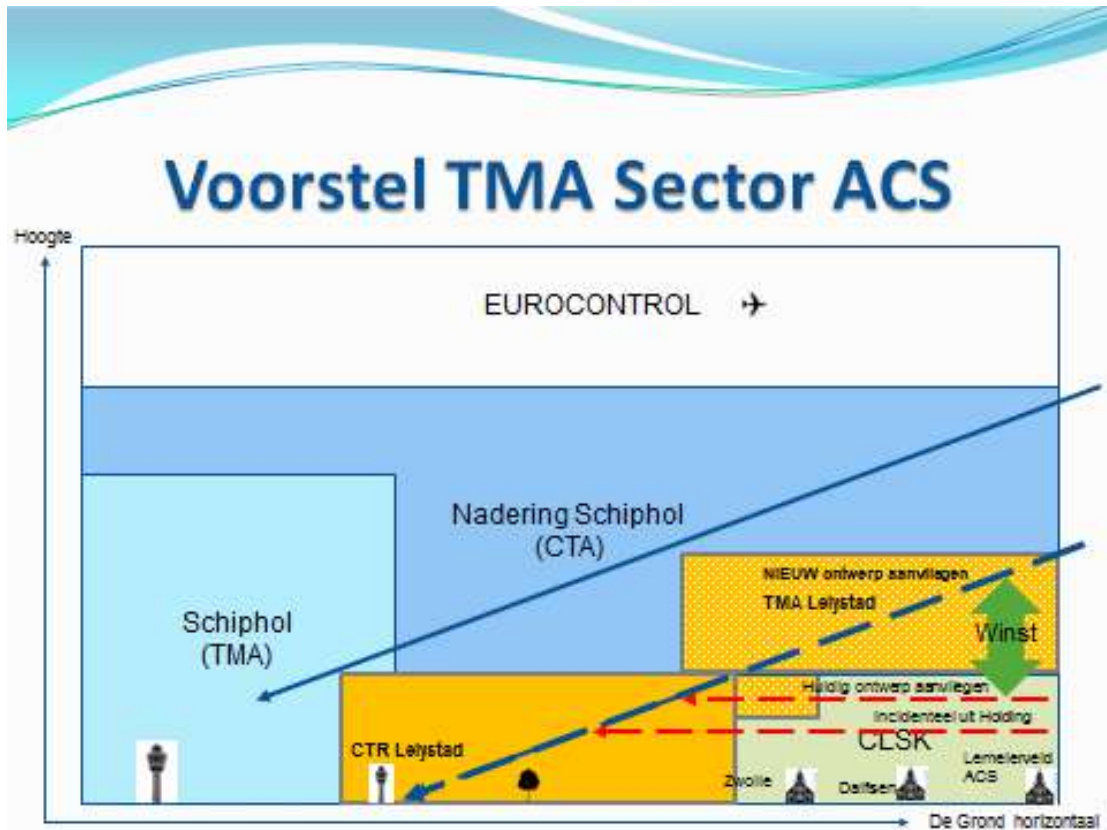 Voorstel TMA Sector ACS
Hoogte
EUROCONTROL
Nadering Schiphol
(CTA)
NIEUW ontwerp aanvliegen
TMA Lelystad
Schiphol
(TMA)
Winst
Huidig ontwerp aanvliegen
Incidenteel uit Holding
CLSK
CTR Lelystad
Zwolle
Dalfsen
Lemelerveld
ACS
De Grond horizontaal